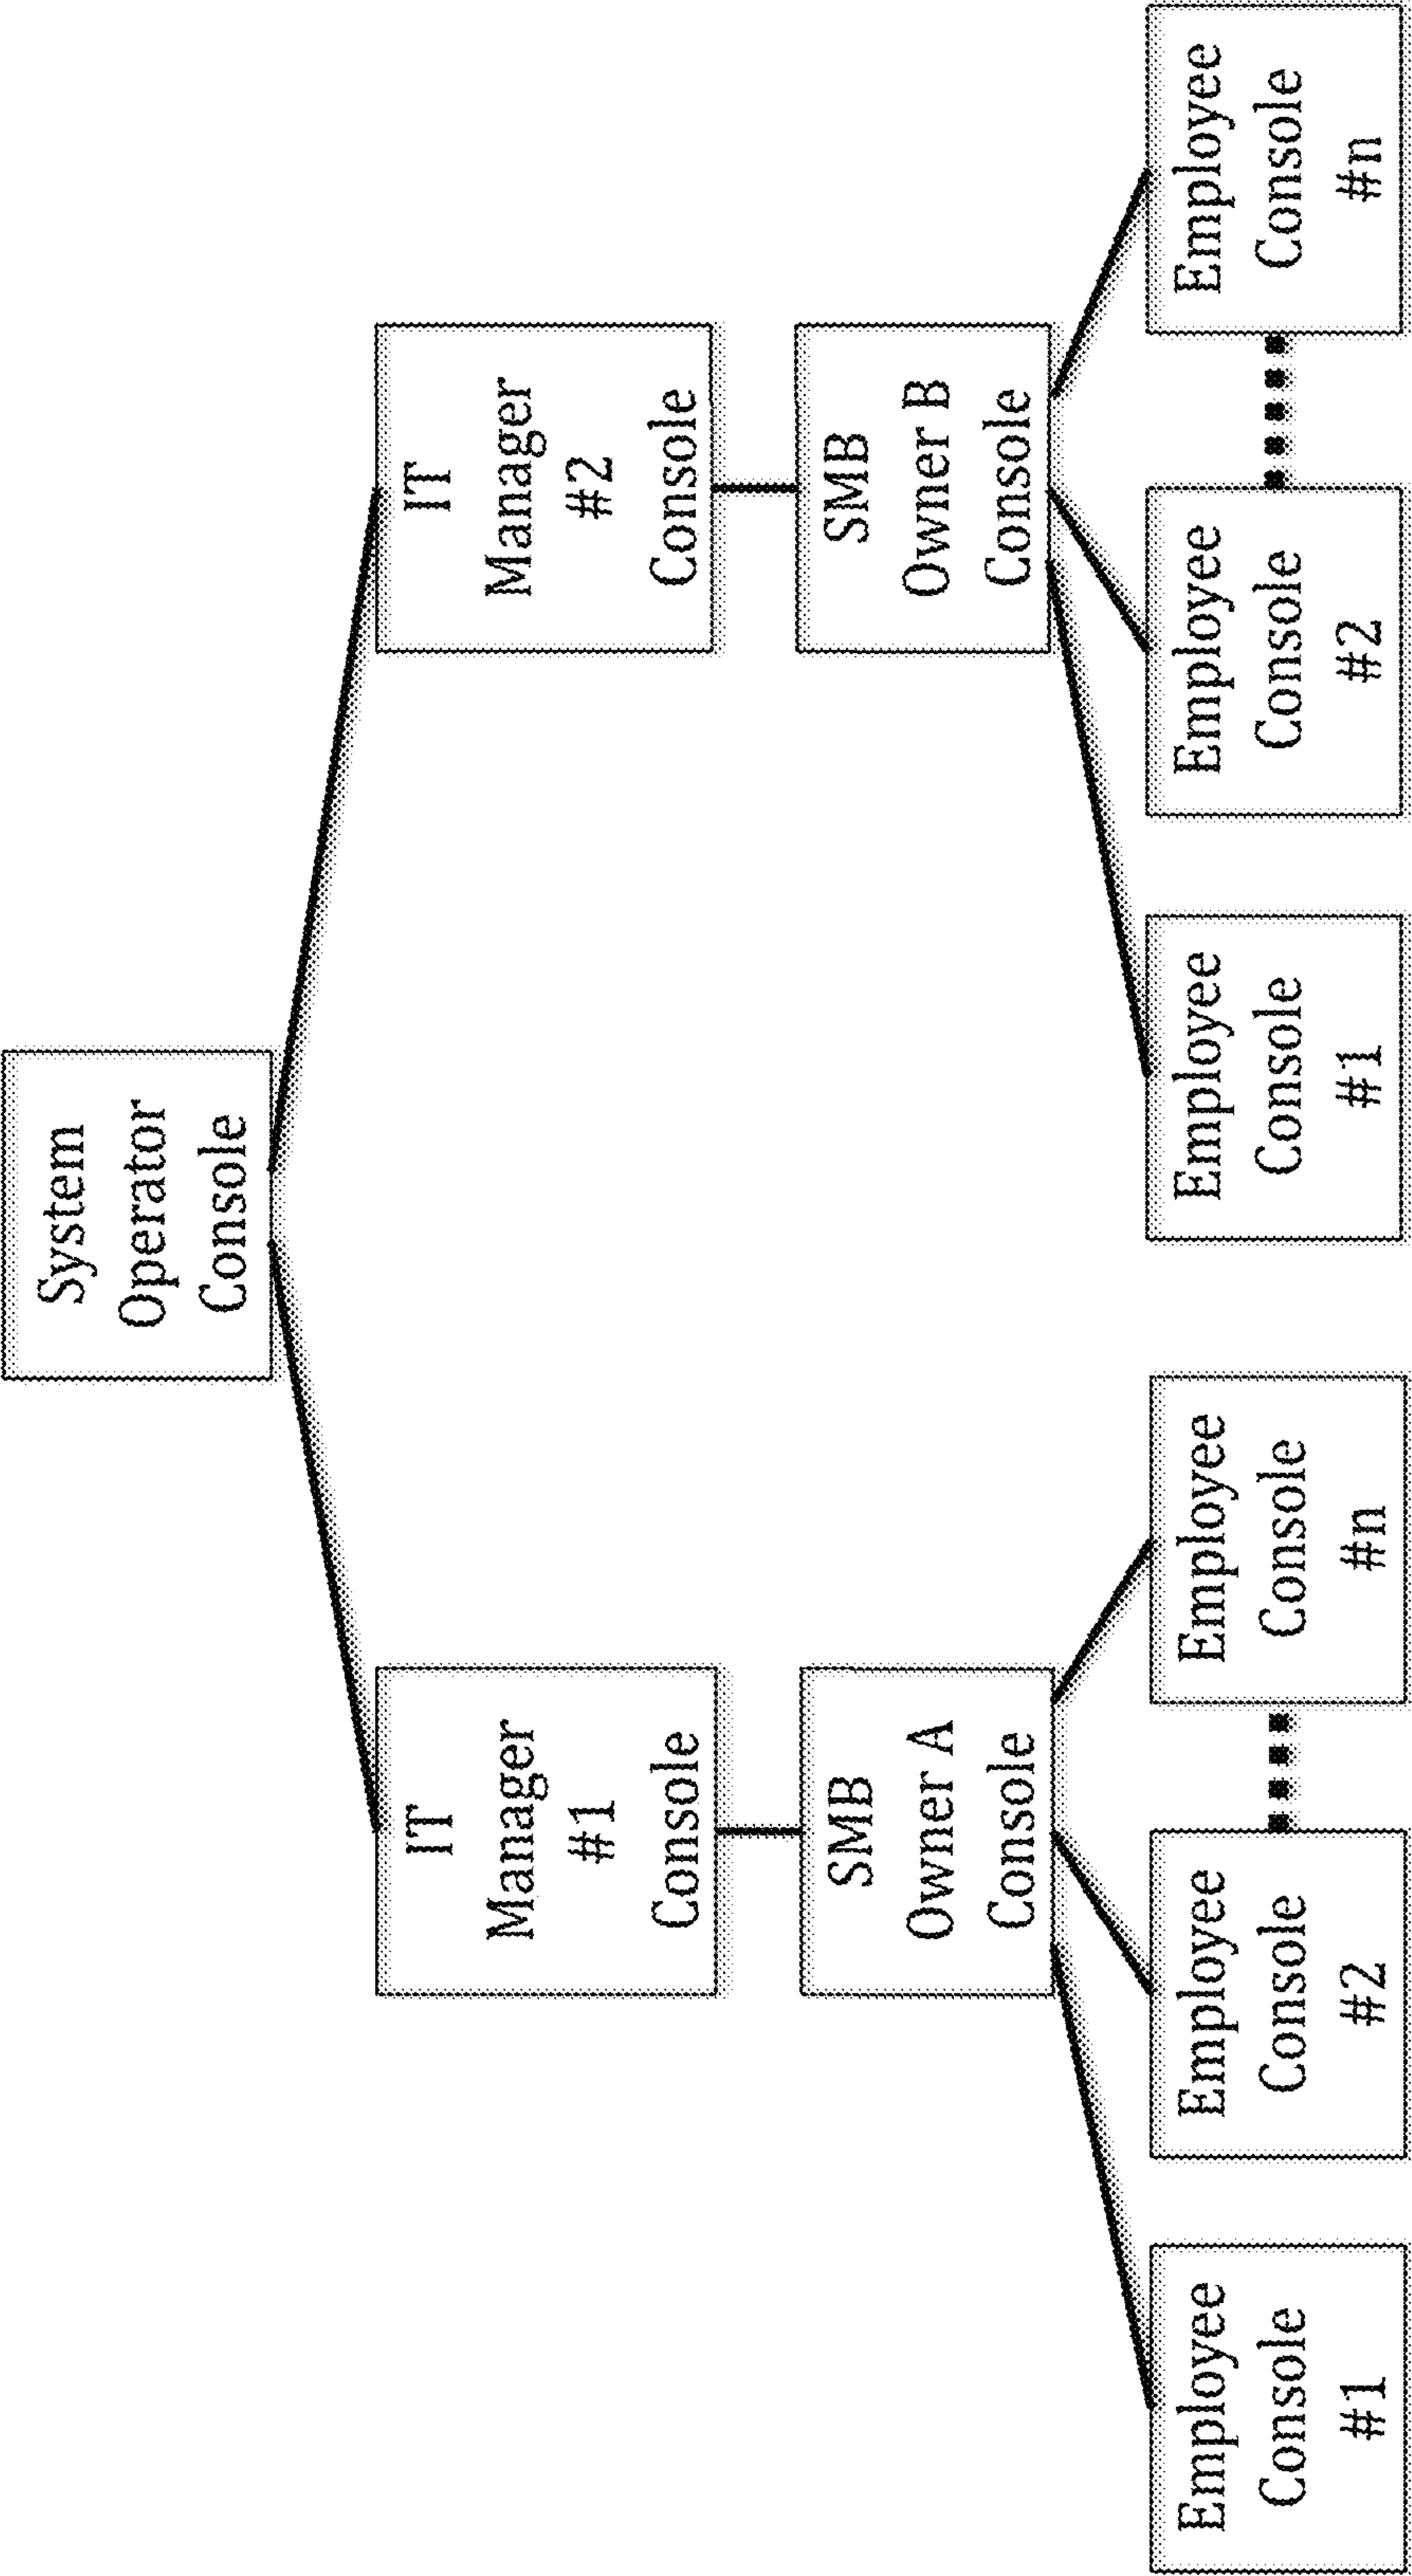 System
Operator
Console
IT
Manager
#1
Console
IT
Manager
#2
Console
SMB
Owner A
Console
SMB
Owner B
Console
Employee
Console
#1
Employee
Console
#2
Employee
Console
#n
Employee
Console
#1
Employee
Console
#2
Employee
Console
#n